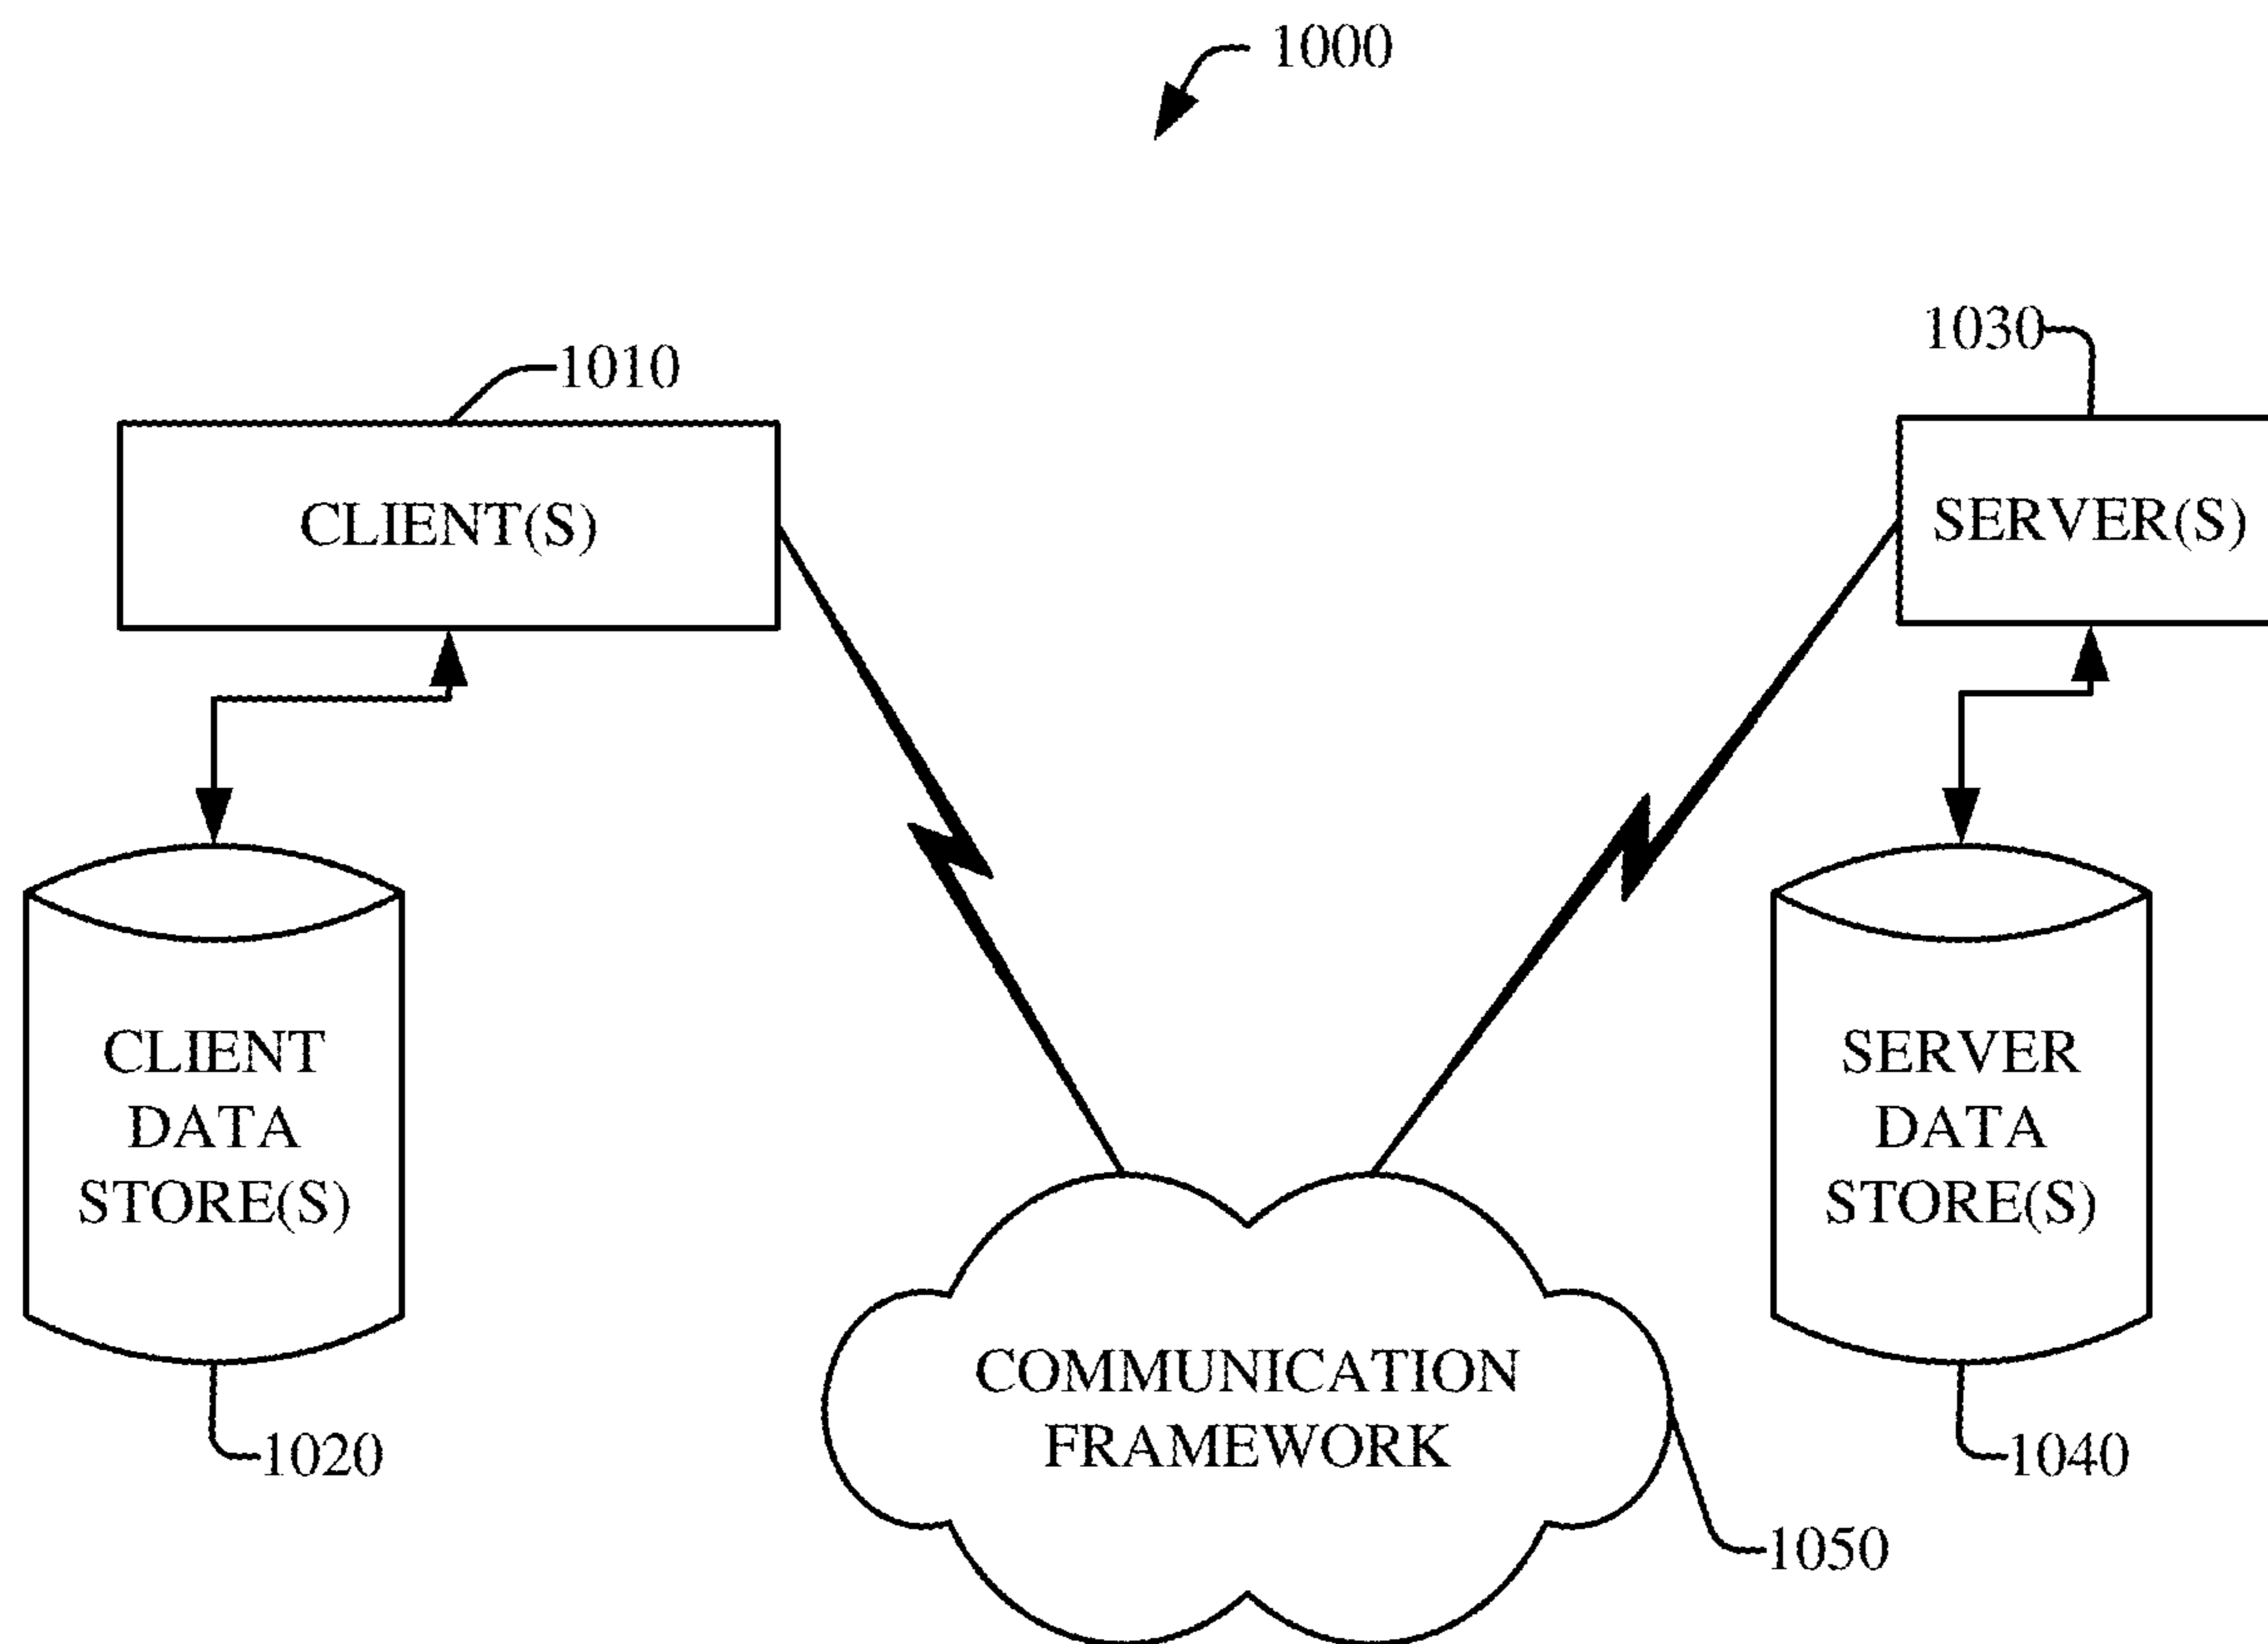 1000
1010
1030
CLIENT(S)
SERVER(S)
CLIENT
DATA
STORE(S)
SERVER
DATA
STORE(S)
COMMUNICATION
FRAMEWORK
1020
1040
1050